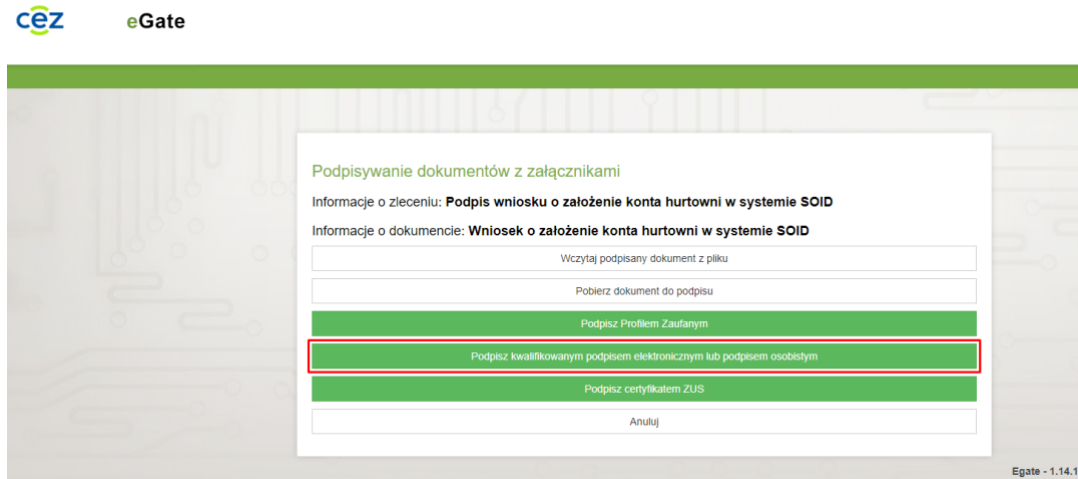 cez eGate
Podpisywanie dokumentów z załącznikami
Informacje o zleceniu: Podpis wniosku o założenie konta hurtowni w systemie SOID
Informacje o dokumencie: Wniosek o założenie konta hurtowni w systemie SOID
Wczytaj podpisany dokument z pliku
Pobierz dokument do podpisu
Podpisz Profilem Zaufanym
Podpisz kwalifikowanym podpisem elektronicznym lub podpisem osobistym
Podpisz certyfikatem ZUS
Anuluj
Egate - 1.14.1